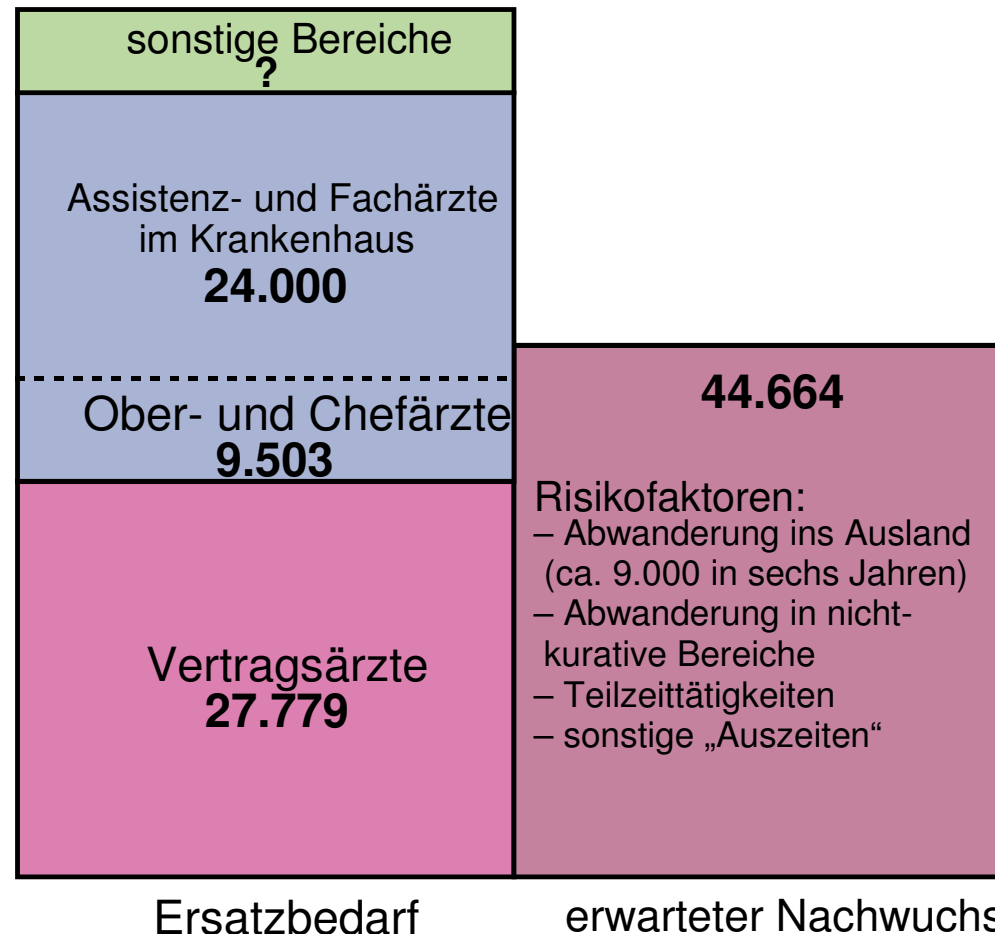 sonstige Bereiche
?
Assistenz- und Fachärzte
im Krankenhaus
24.000
Ober- und Chefärzte
9.503
Vertragsärzte
27.779
Ersatzbedarf
44.664
Risikofaktoren:
– Abwanderung ins Ausland
(ca. 9.000 in sechs Jahren)
– Abwanderung in nicht-
kurative Bereiche
– Teilzeittätigkeiten
– sonstige „Auszeiten“
erwarteter Nachwuchs